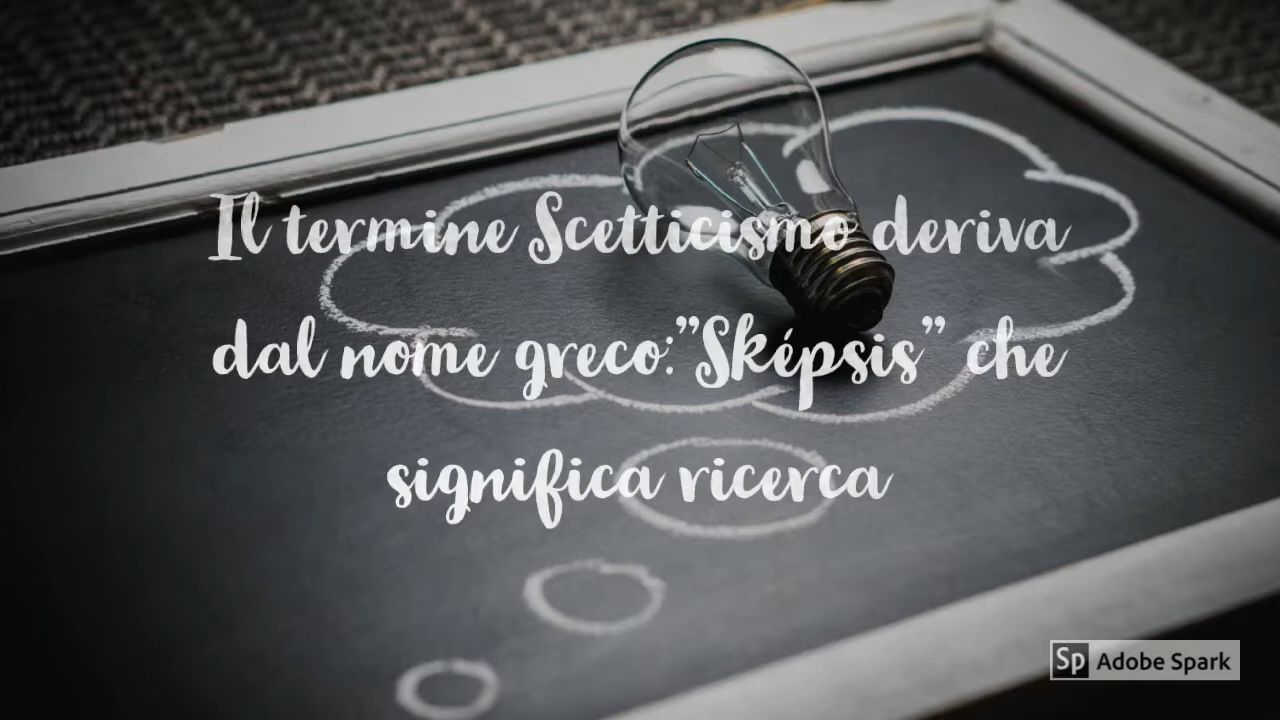 Il termine Scetticismo deriva
dal nome greco:"Sképsis" che
significa ricerca
Sp Adobe Spark